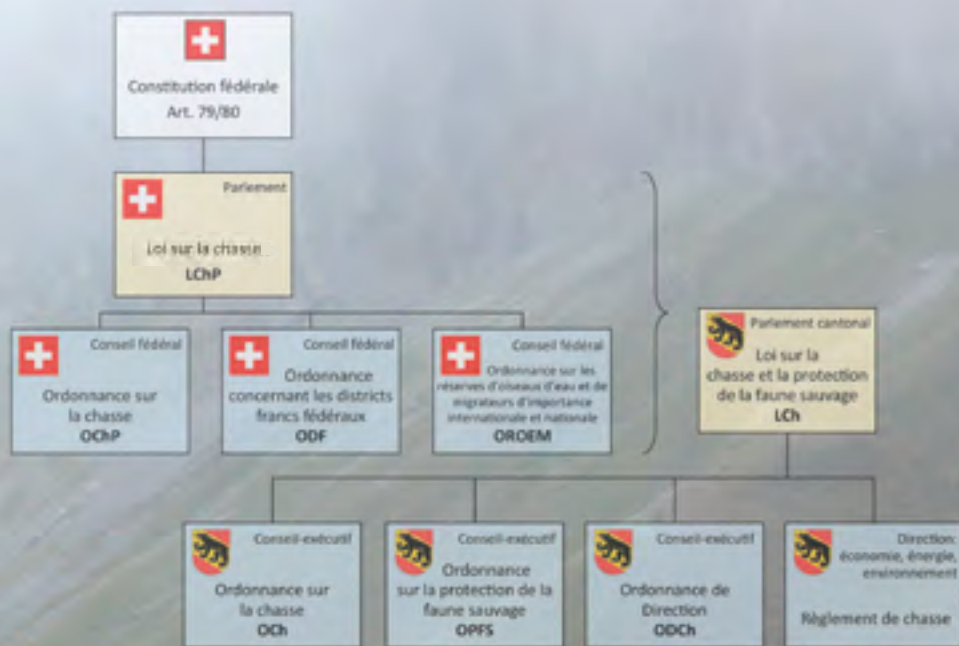 Constitution fédérale
Art. 79/80
Parlement
Loi sur la chasse
LChP
Conseil fédéral
Ordonnance sur
la chasse
OChP
Conseil fédéral
Ordonnance
concernant les districts
francs fédéraux
ODF
Conseil fédéral
Ordonnance sur les
réserves d'oiseaux d'eau et de
migrateurs d'importance
internationale et nationale
OROEM
Parlement cantonal
Loi sur la
chasse et la protection
de la faune sauvage
LCh
Conseil-exécutif
Ordonnance sur
la chasse
OCh
Conseil-exécutif
Ordonnance
sur la protection de la
faune sauvage
OPFS
Conseil-exécutif
Ordonnance de
Direction
ODCh
Direction:
économie, énergie,
environnement
Règlement de chasse